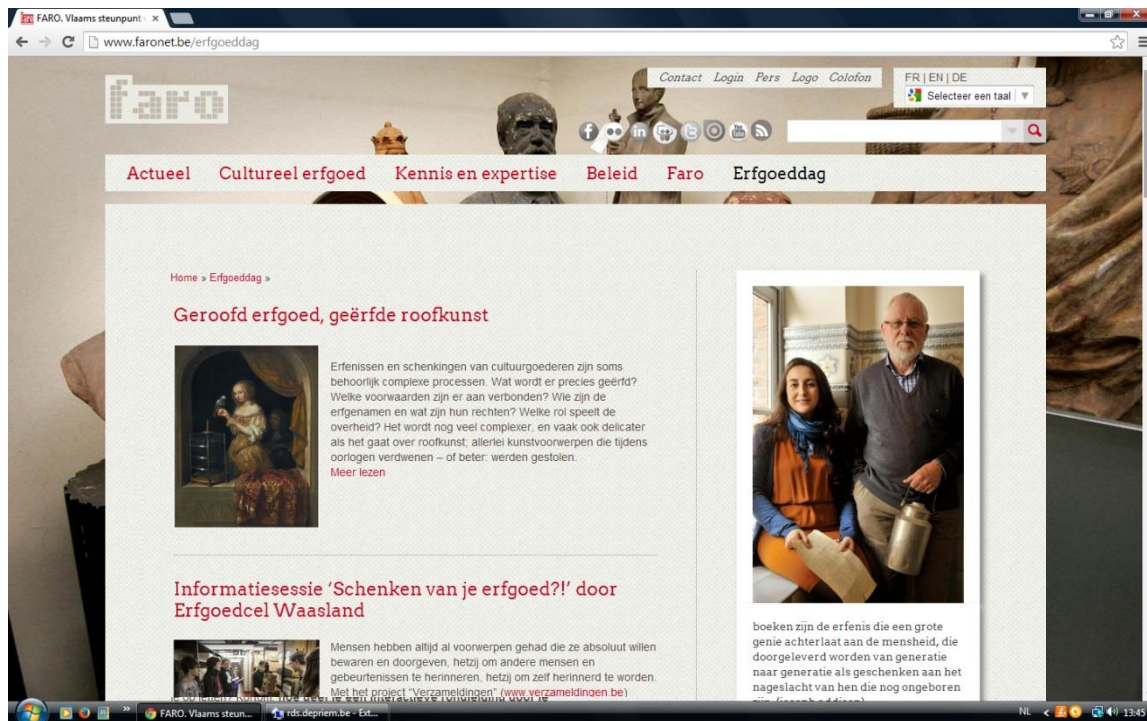 FARO. Vlaams steunpunt
www.faronet.be/erfgoeddag
faro
Contact Login Pers Logo Colofon
FR | EN | DE
Selecteer een taal
Actueel Cultureel erfgoed Kennis en expertise Beleid Faro Erfgoeddag
Home » Erfgoeddag »
Geroofd erfgoed, geërfde roofkunst
Erfenissen en schenkingen van cultuurgoederen zijn soms
behoorlijk complexe processen. Wat wordt er precies geërfd?
Welke voorwaarden zijn er aan verbonden? Wie zijn de
erfgenamen en wat zijn hun rechten? Welke rol speelt de
overheid? Het wordt nog veel complexer, en vaak ook delicater
als het gaat over roofkunst; allerlei kunstvoorwerpen die tijdens
oorlogen verdwenen – of beter: werden gestolen.
Meer lezen
Informatiesessie ‘Schenken van je erfgoed?!’ door
Erfgoedcel Waasland
Mensen hebben altijd al voorwerpen gehad die ze absoluut willen
bewaren en doorgeven, hetzij om andere mensen en
gebeurtenissen te herinneren, hetzij om zelf herinnerd te worden.
Met het project “Verzameldingen” (www.verzameldingen.be)
boeken zijn de erfenis die een grote
genie achterlaat aan de mensheid, die
doorgeleverd worden van generatie
naar generatie als geschenken aan het
nageslacht van hen die nog ongeboren
FARO. Vlaams steun...
rds.depriem.be - Ext...
NL
13:45